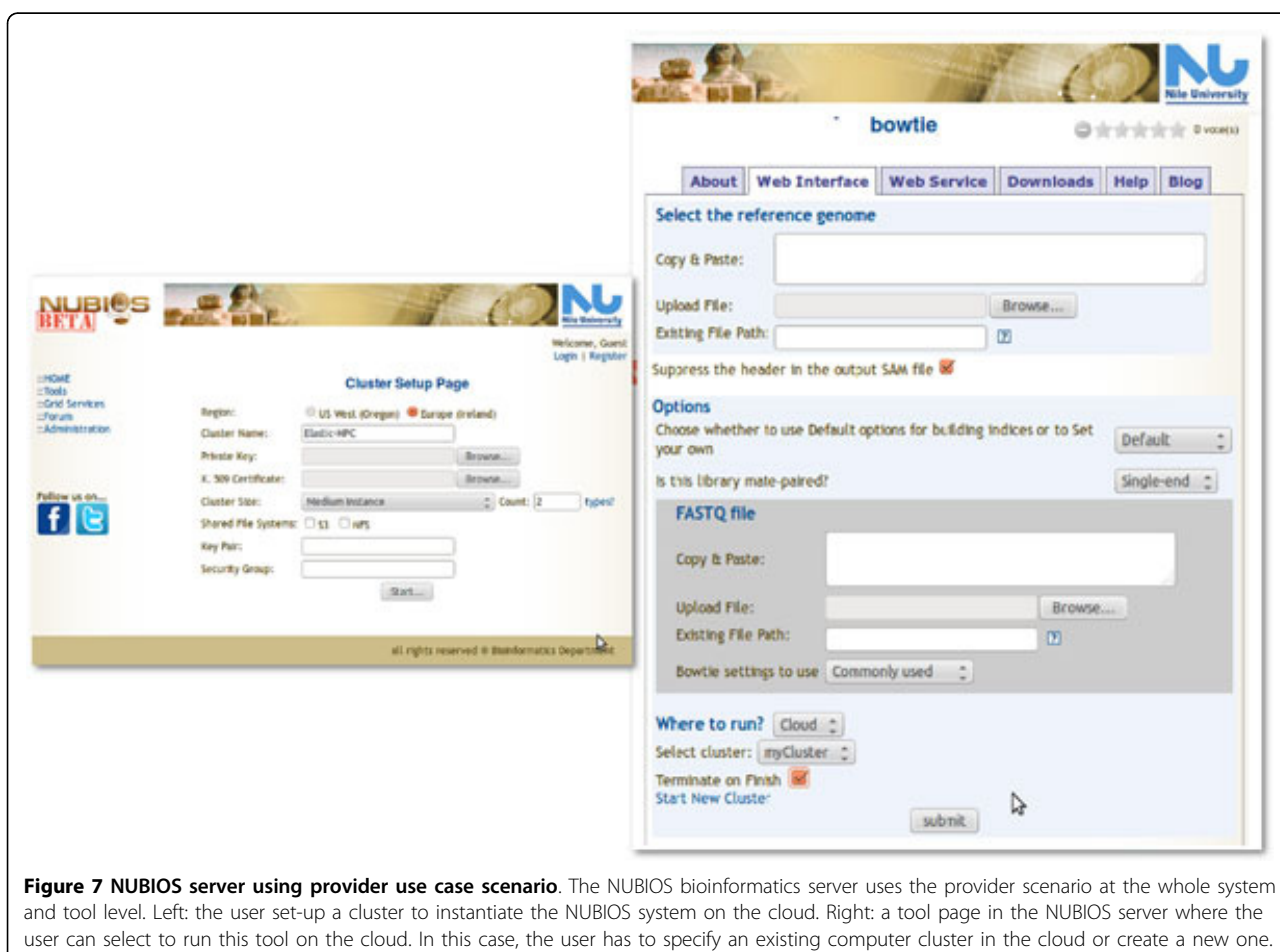 NUBIOS
BETA
NU
Nile University
Welcome, Guest
Login | Register
::HOME
::Tools
::Grid Services
::Forum
::Administration
Follow us on...
Cluster Setup Page
Region: US West (Oregon) Europe (Ireland)
Cluster Name: Elastic-HPC
Private Key: Browse...
X. 509 Certificate: Browse...
Cluster Size: Medium Instance Count: 2 types?
Shared File Systems: S3 NFS
Key Pair:
Security Group:
Start...
all rights reserved © Bioinformatics Department
NU
Nile University
bowtie
0 vote(s)
About Web Interface Web Service Downloads Help Blog
Select the reference genome
Copy & Paste:
Upload File: Browse...
Existing File Path: ?
Suppress the header in the output SAM file
Options
Choose whether to use Default options for building indices or to Set
your own Default
Is this library mate-paired? Single-end
FASTQ file
Copy & Paste:
Upload File: Browse...
Existing File Path: ?
Bowtie settings to use Commonly used
Where to run? Cloud
Select cluster: myCluster
Terminate on Finish
Start New Cluster
submit
Figure 7 NUBIOS server using provider use case scenario. The NUBIOS bioinformatics server uses the provider scenario at the whole system
and tool level. Left: the user set-up a cluster to instantiate the NUBIOS system on the cloud. Right: a tool page in the NUBIOS server where the
user can select to run this tool on the cloud. In this case, the user has to specify an existing computer cluster in the cloud or create a new one.